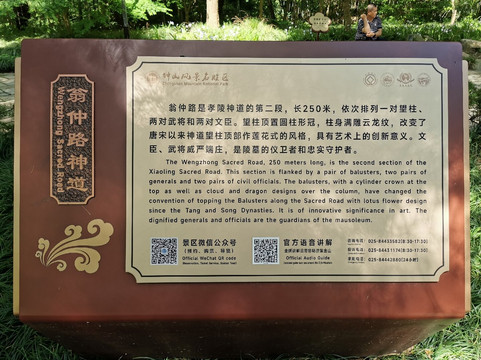 翁仲路神道
Wengzhong Sacred Road
钟山风景名胜区
翁仲路是孝陵神道的第二段，长250米，依次排列一对望柱、
两对武将和两对文臣。望柱顶置圆柱形冠，柱身满雕云龙纹，改变了
唐宋以来神道望柱顶部作莲花式的风格，具有艺术上的创新意义。文
臣、武将威严端庄，是陵墓的仪卫者和忠实守护者。
The Wengzhong Sacred Road, 250 meters long, is the second section of the
Xiaoling Sacred Road. This section is flanked by a pair of balusters, two pairs of
generals and two pairs of civil officials. The balusters, with a cylinder crown at the
top as well as cloud and dragon designs over the column, have changed the
convention of topping the Balusters along the Sacred Road with lotus flower design
since the Tang and Song Dynasties. It is of innovative significance in art. The
dignified generals and officials are the guardians of the mausoleum.
景区微信公众号
Official WeChat QR code
官方语音讲解
Official Audio Guide